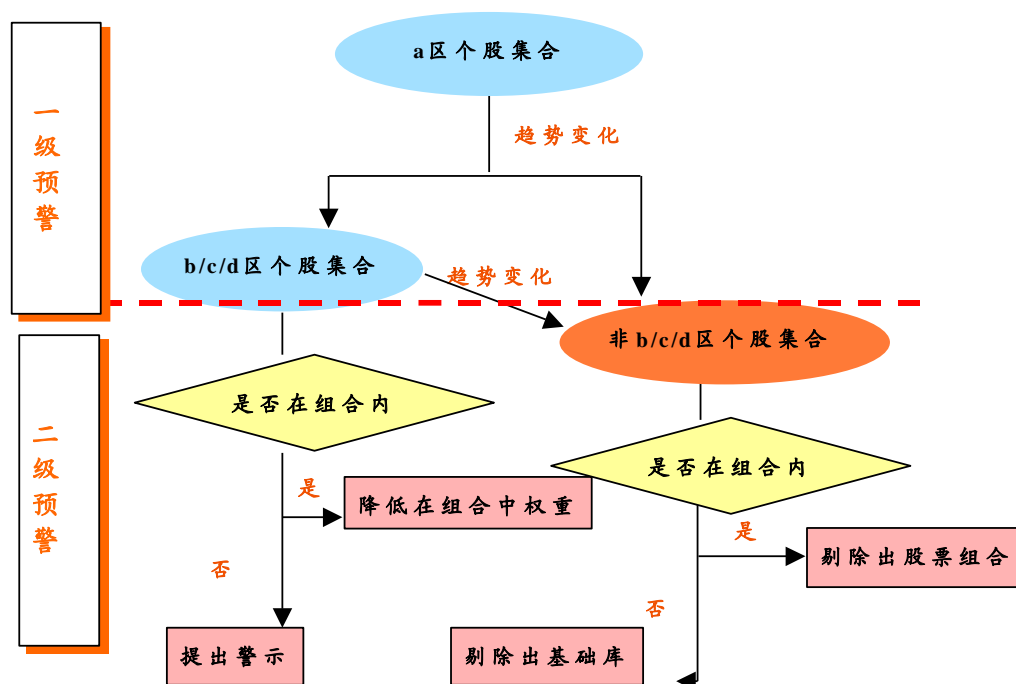 a区个股集合
一级预警
趋势变化
b/c/d区个股集合
趋势变化
非b/c/d区个股集合
二级预警
是否在组合内
是否在组合内
是
降低在组合中权重
是
剔除出股票组合
否
否
提出警示
剔除出基础库